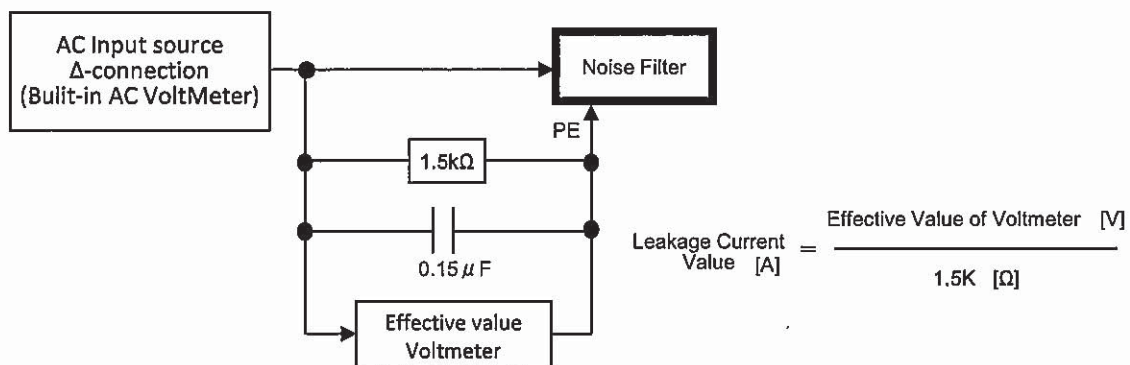 AC Input source
Δ-connection
(Bulit-in AC VoltMeter)
Noise Filter
PE
1.5kΩ
0.15μF
Effective value
Voltmeter
Leakage Current
Value [A]
=
Effective Value of Voltmeter [V]
1.5K [Ω]